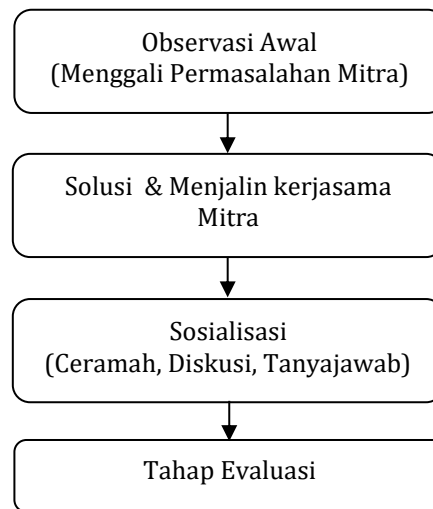 Observasi Awal
(Menggali Permasalahan Mitra)
Solusi & Menjalin kerjasama
Mitra
Sosialisasi
(Ceramah, Diskusi, Tanyajawab)
Tahap Evaluasi